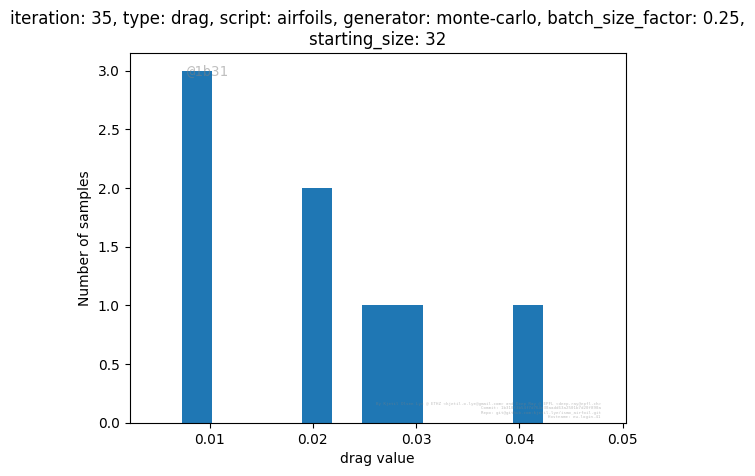 iteration: 35, type: drag, script: airfoils, generator: monte-carlo, batch_size_factor: 0.25,
starting_size: 32
@1b31
3.0
2.5
2.0
1.5
1.0
0.5
0.0
Number of samples
0.01
0.02
0.03
0.04
0.05
drag value